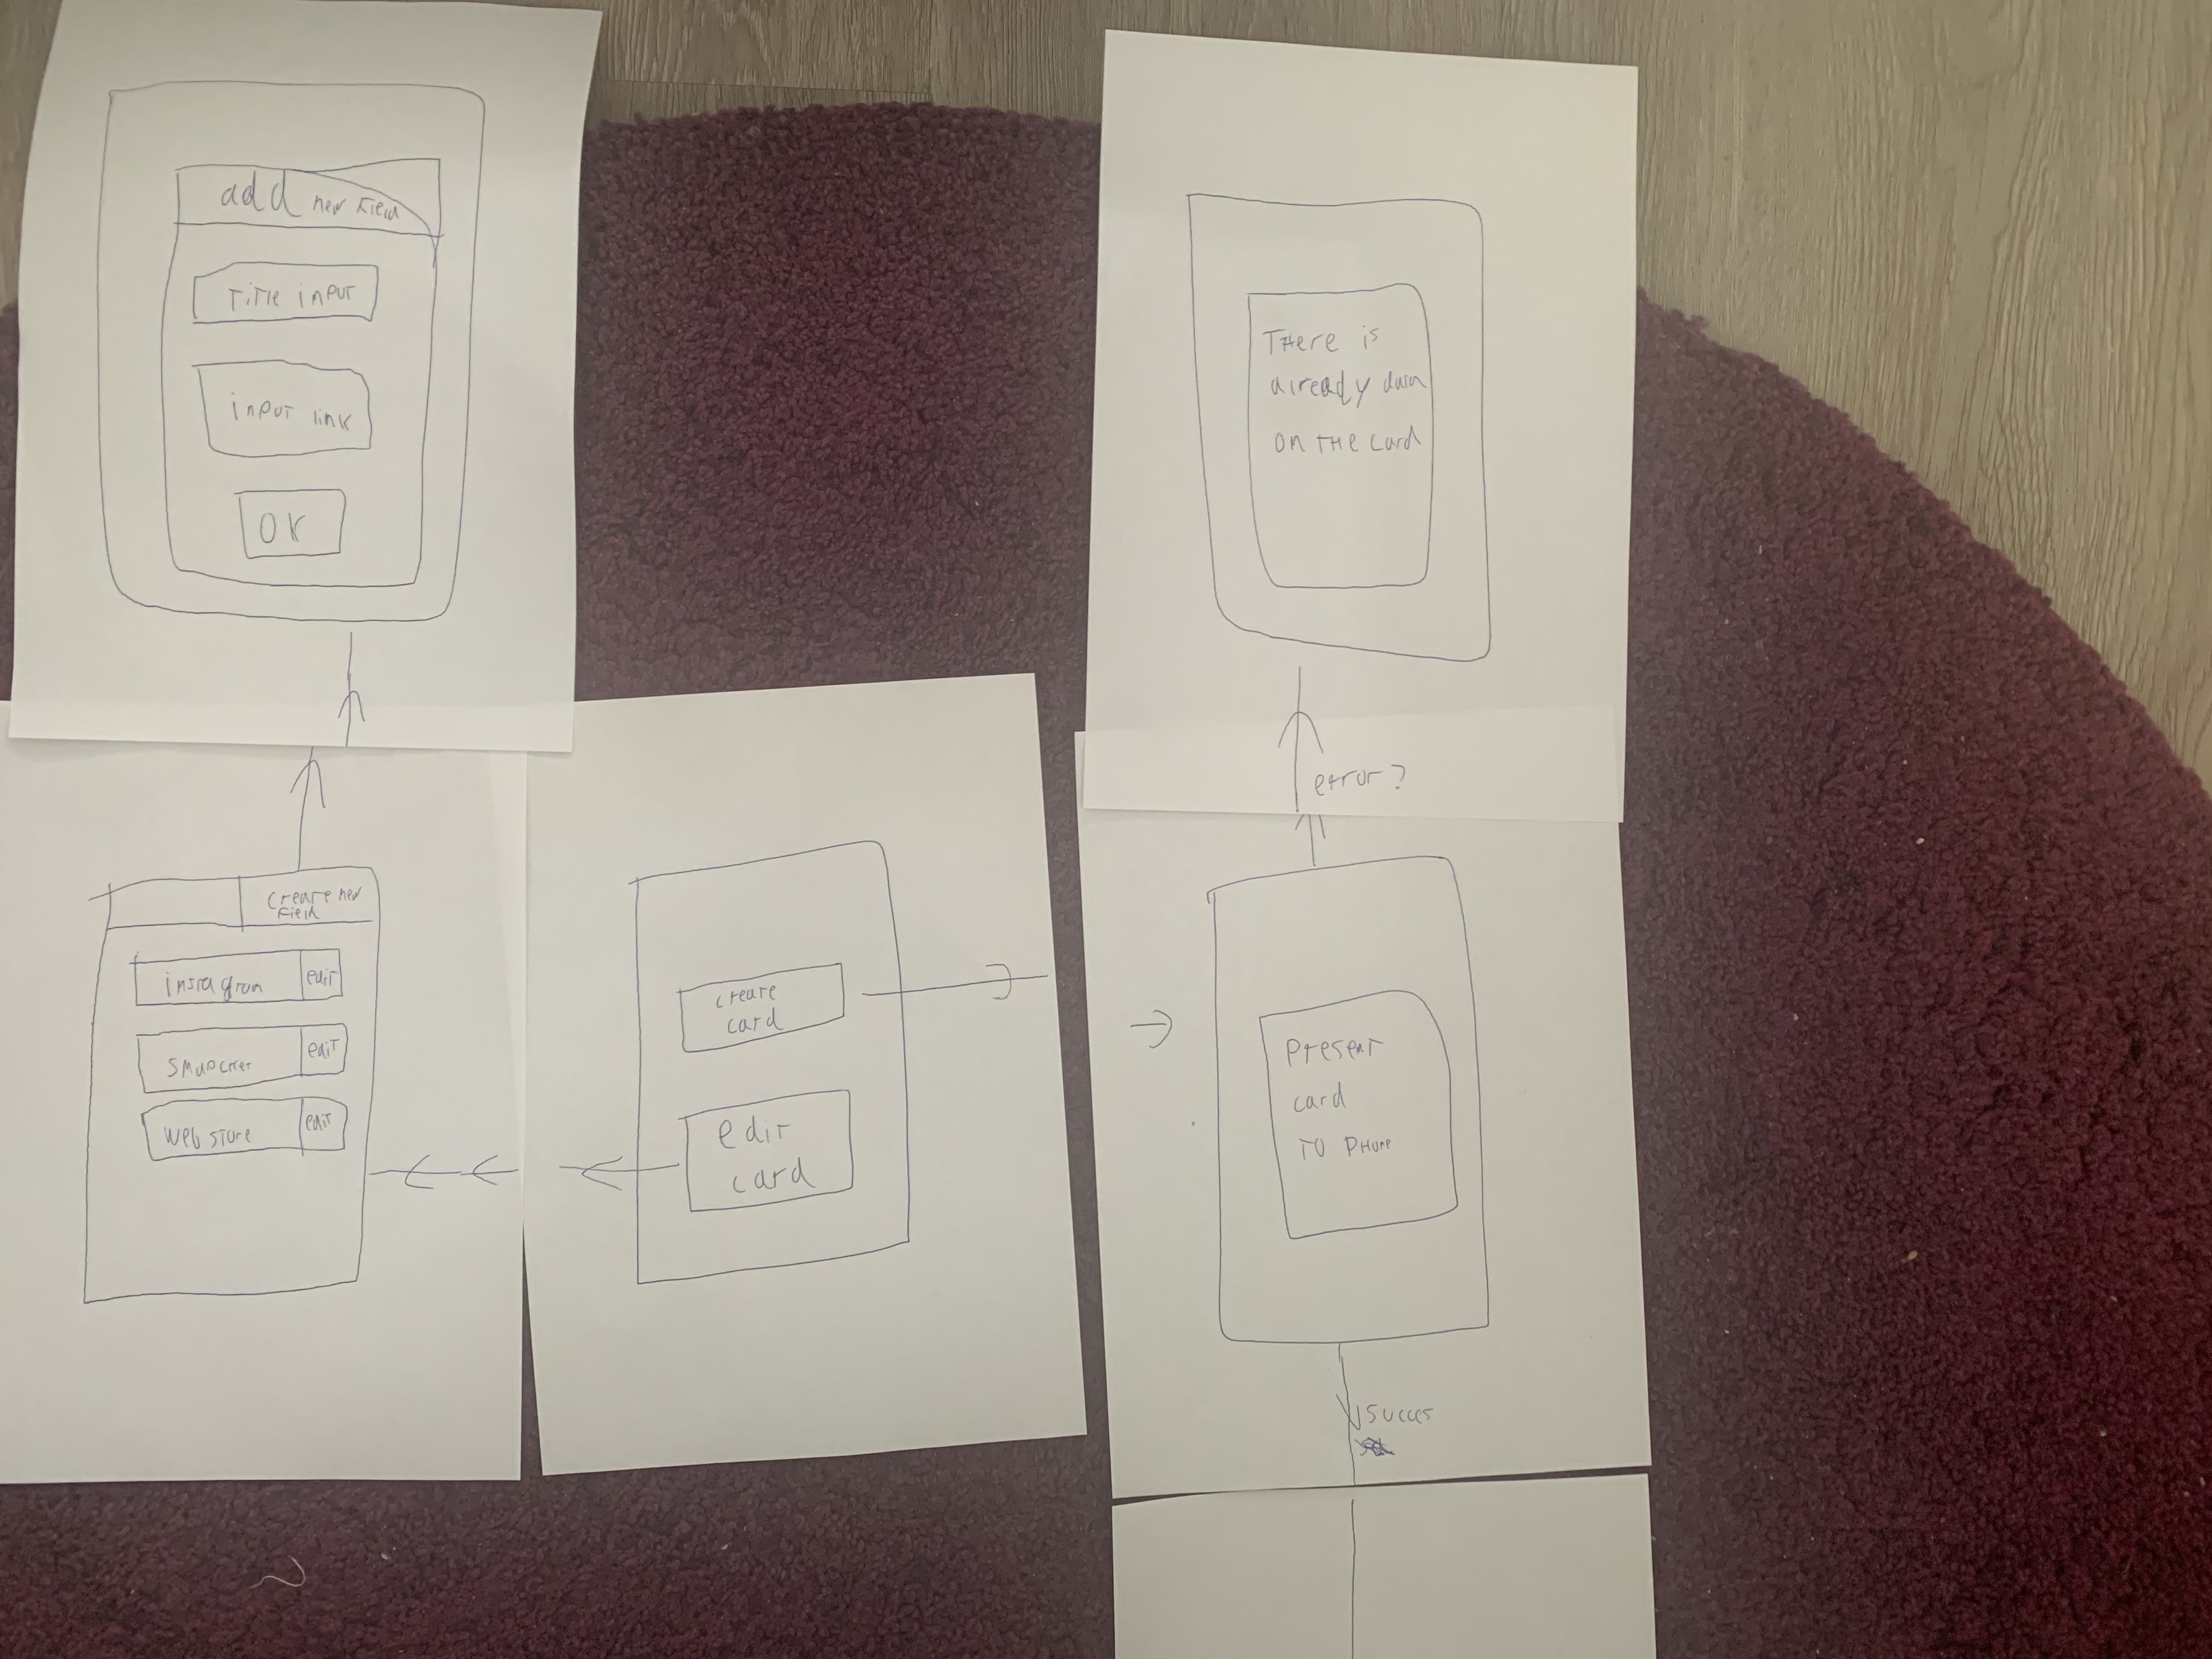 add new field
Title input
input link
OK
THere is
already data
on THE card
error?
create new
Field
instagram edit
edit
web store edit
create
card
edit
card
Present
card
TO PHone
Succes